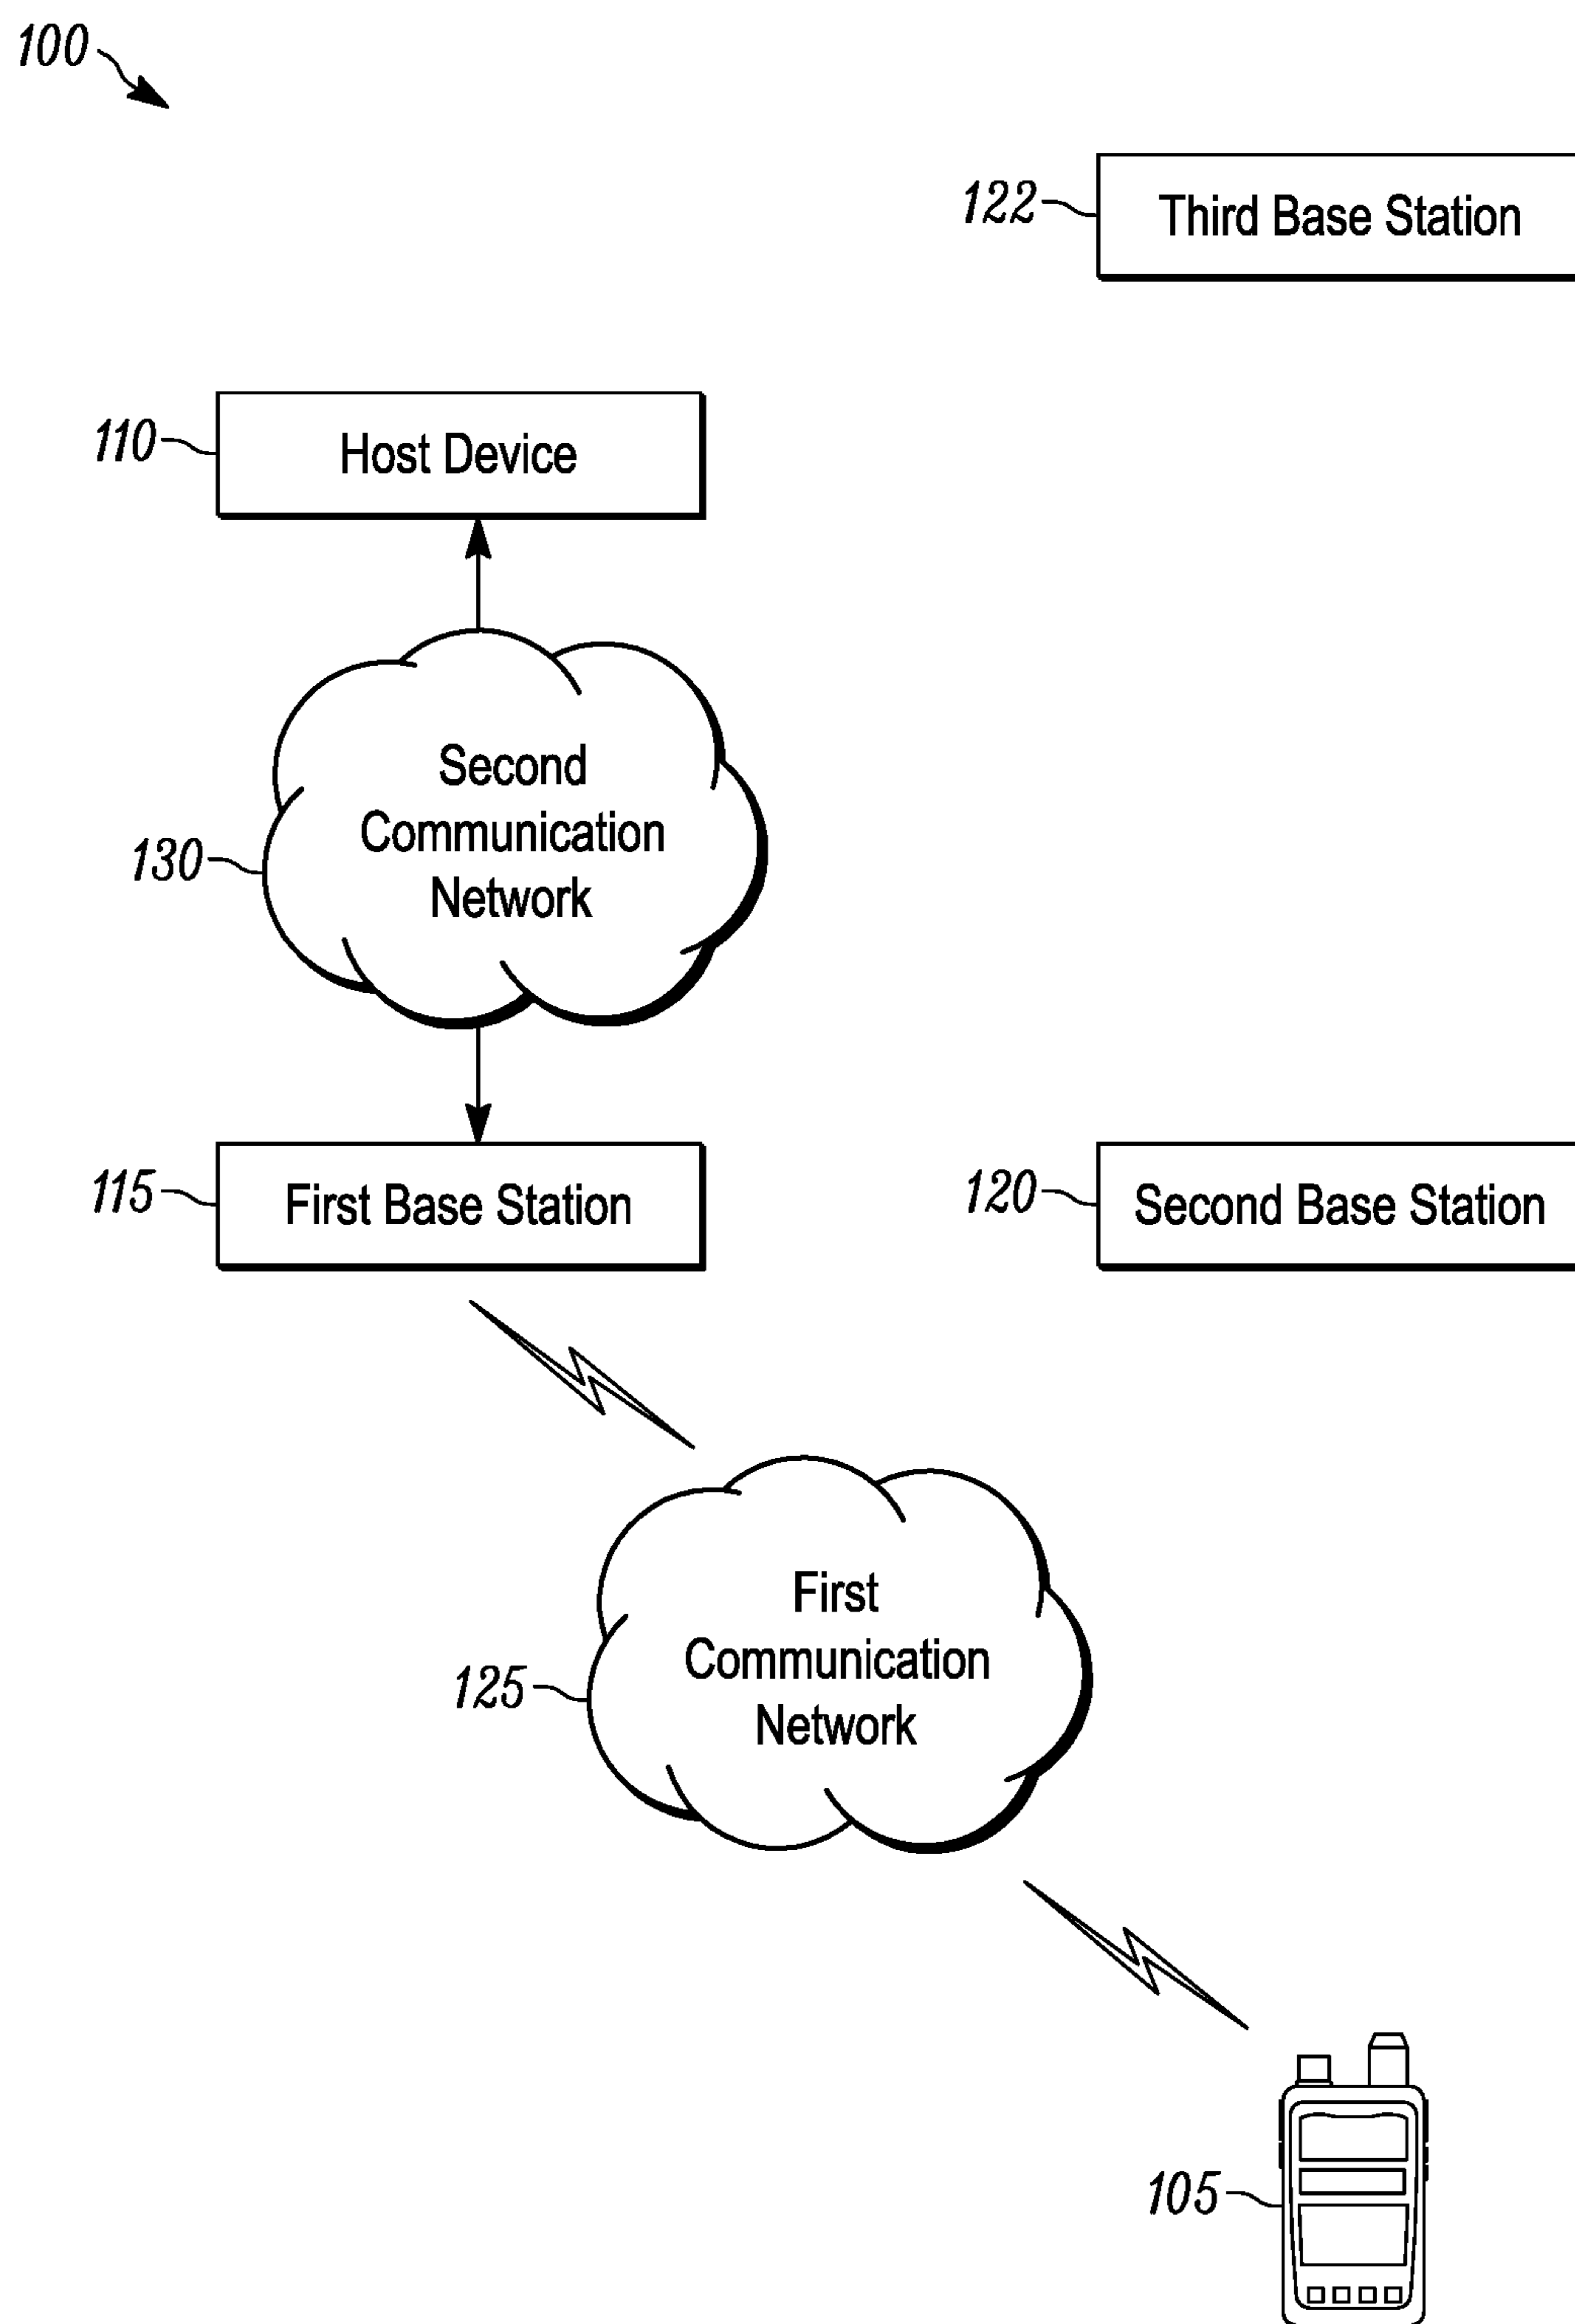 100
122
Third Base Station
110
Host Device
Second
Communication
130
Network
115
First Base Station
120
Second Base Station
First
Communication
125
Network
105